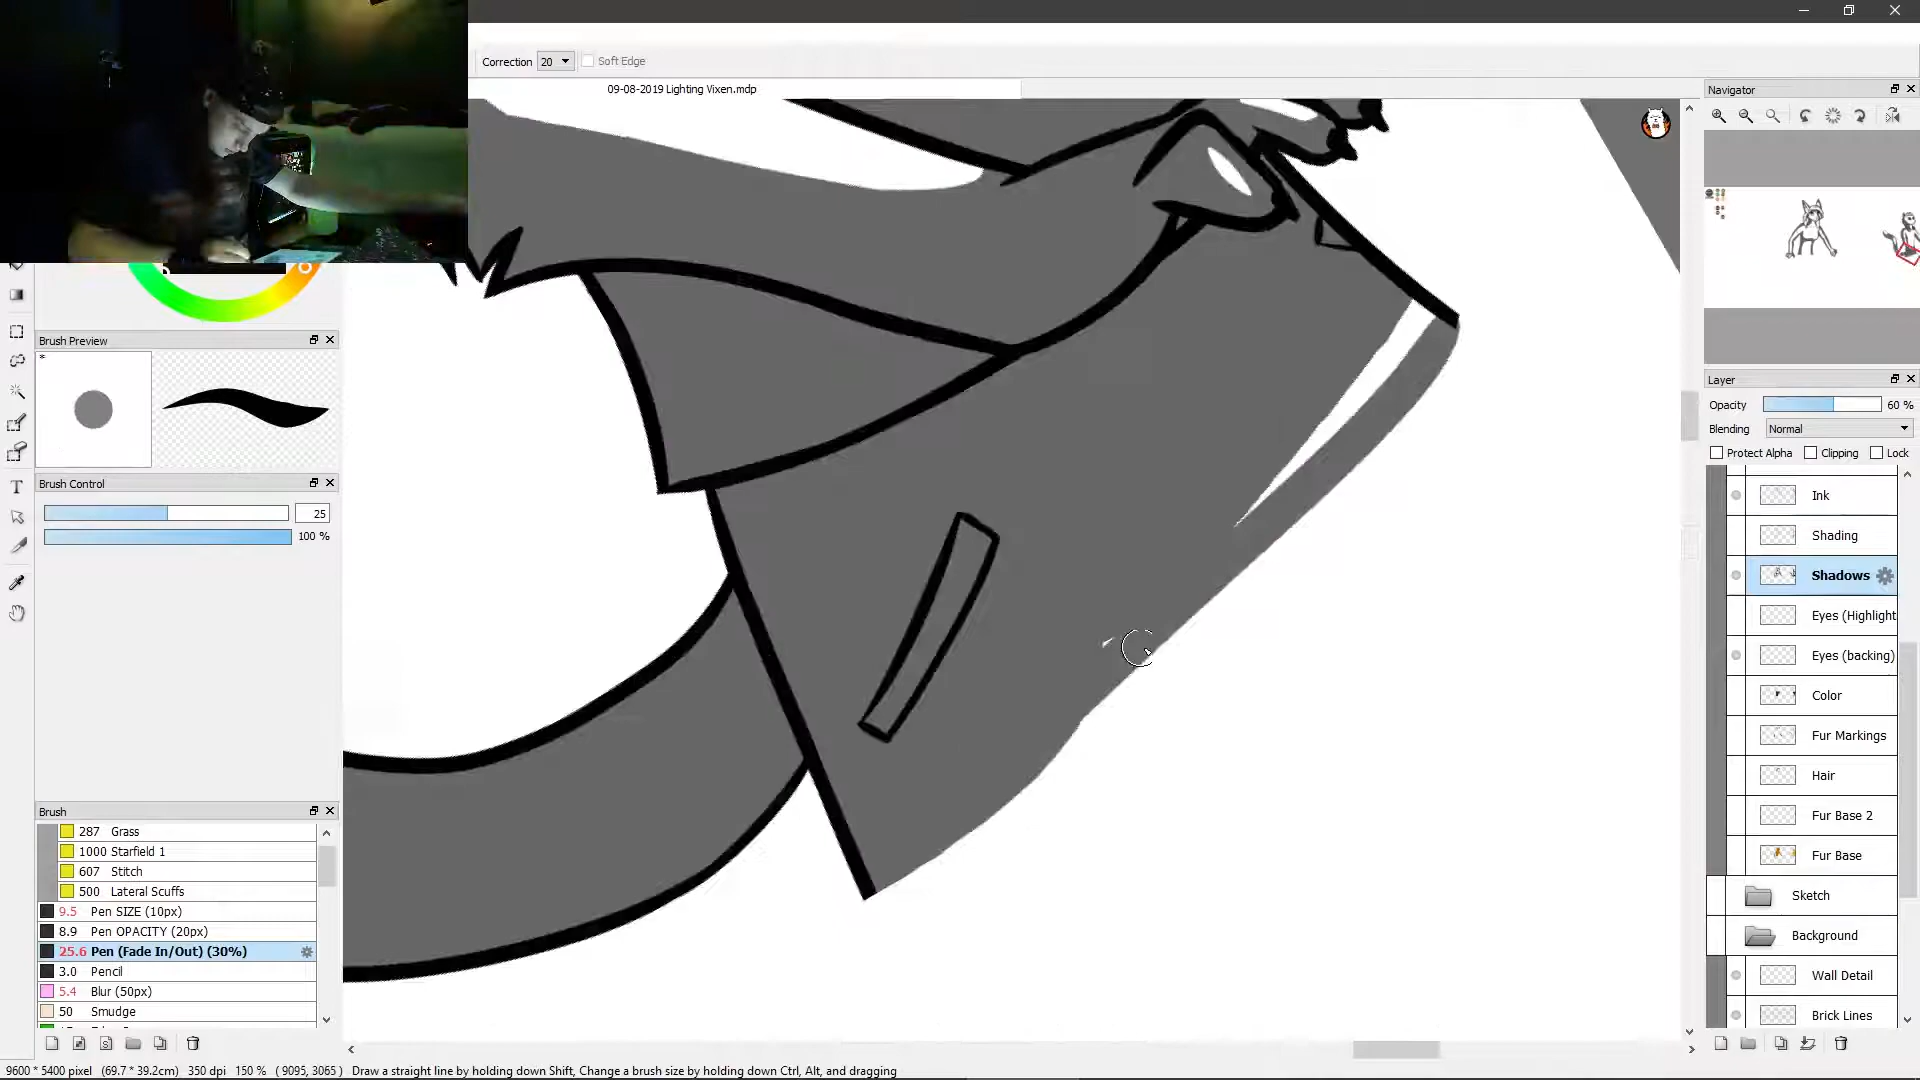 Correction 20 Soft Edge
09-08-2019 Lighting Vixen.mdp
Navigator
Brush Preview
*
Brush Control
25
100 %
Brush
287 Grass
1000 Starfield 1
607 Stitch
500 Lateral Scuffs
9.5 Pen SIZE (10px)
8.9 Pen OPACITY (20px)
25.6 Pen (Fade In/Out) (30%)
3.0 Pencil
5.4 Blur (50px)
50 Smudge
Layer
Opacity 60 %
Blending Normal
Protect Alpha Clipping Lock
Ink
Shading
Shadows
Eyes (Highlight
Eyes (backing)
Color
Fur Markings
Hair
Fur Base 2
Fur Base
Sketch
Background
Wall Detail
Brick Lines
9600 * 5400 pixel (69.7 * 39.2cm) 350 dpi 150 % ( 9095, 3065 ) Draw a straight line by holding down Shift, Change a brush size by holding down Ctrl, Alt, and dragging